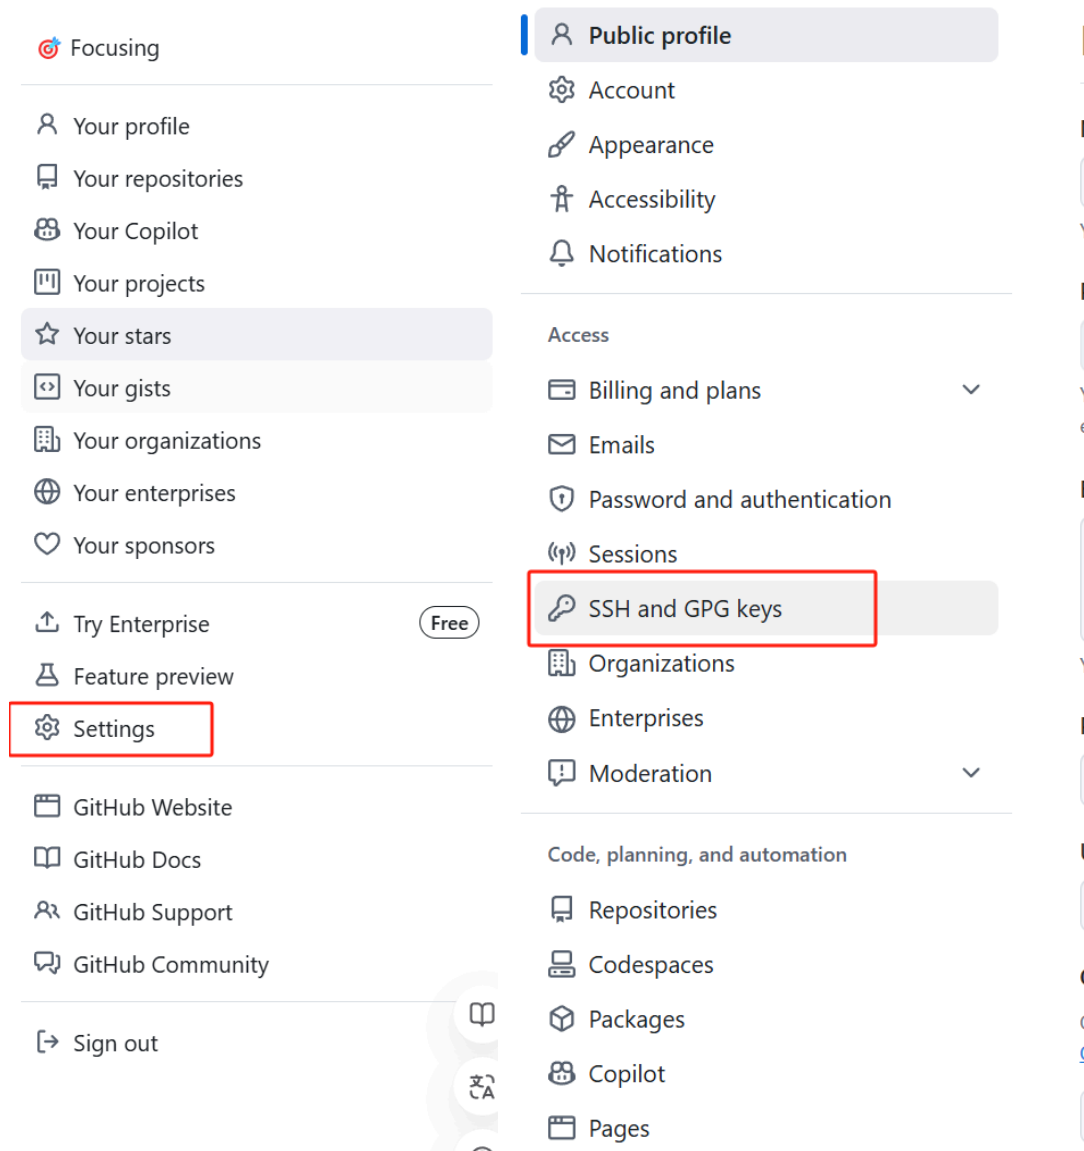 Focusing
Your profile
Your repositories
Your Copilot
Your projects
Your stars
Your gists
Your organizations
Your enterprises
Your sponsors
Try Enterprise Free
Feature preview
Settings
GitHub Website
GitHub Docs
GitHub Support
GitHub Community
Sign out
Public profile
Account
Appearance
Accessibility
Notifications
Access
Billing and plans
Emails
Password and authentication
Sessions
SSH and GPG keys
Organizations
Enterprises
Moderation
Code, planning, and automation
Repositories
Codespaces
Packages
Copilot
Pages